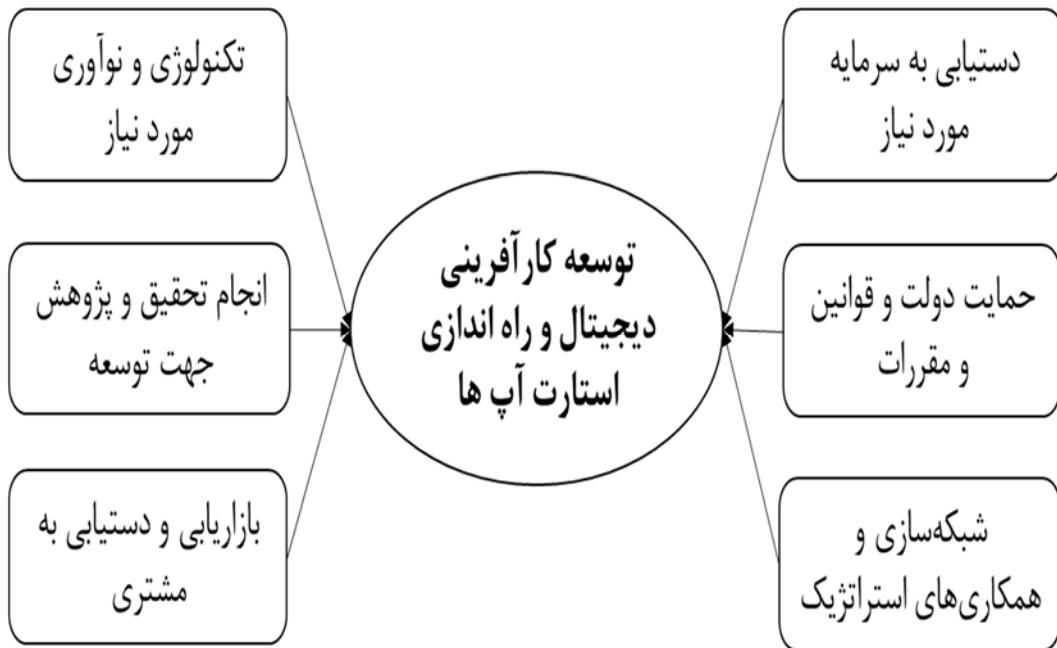 دستیابی به سرمایه
مورد نیاز
حمایت دولت و قوانین
و مقررات
شبکه‌سازی و
همکاری‌های استراتژیک
توسعه کارآفرینی
دیجیتال و راه اندازی
استارت آپ ها
تکنولوژی و نوآوری
مورد نیاز
انجام تحقیق و پژوهش
جهت توسعه
بازاریابی و دستیابی به
مشتری